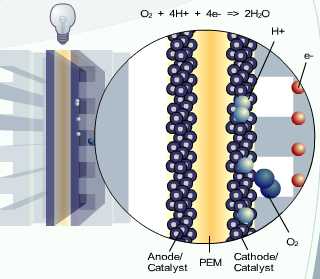 O₂ + 4H+ + 4e- => 2H₂O
H+
e-
O₂
Anode/
Catalyst
PEM
Cathode/
Catalyst